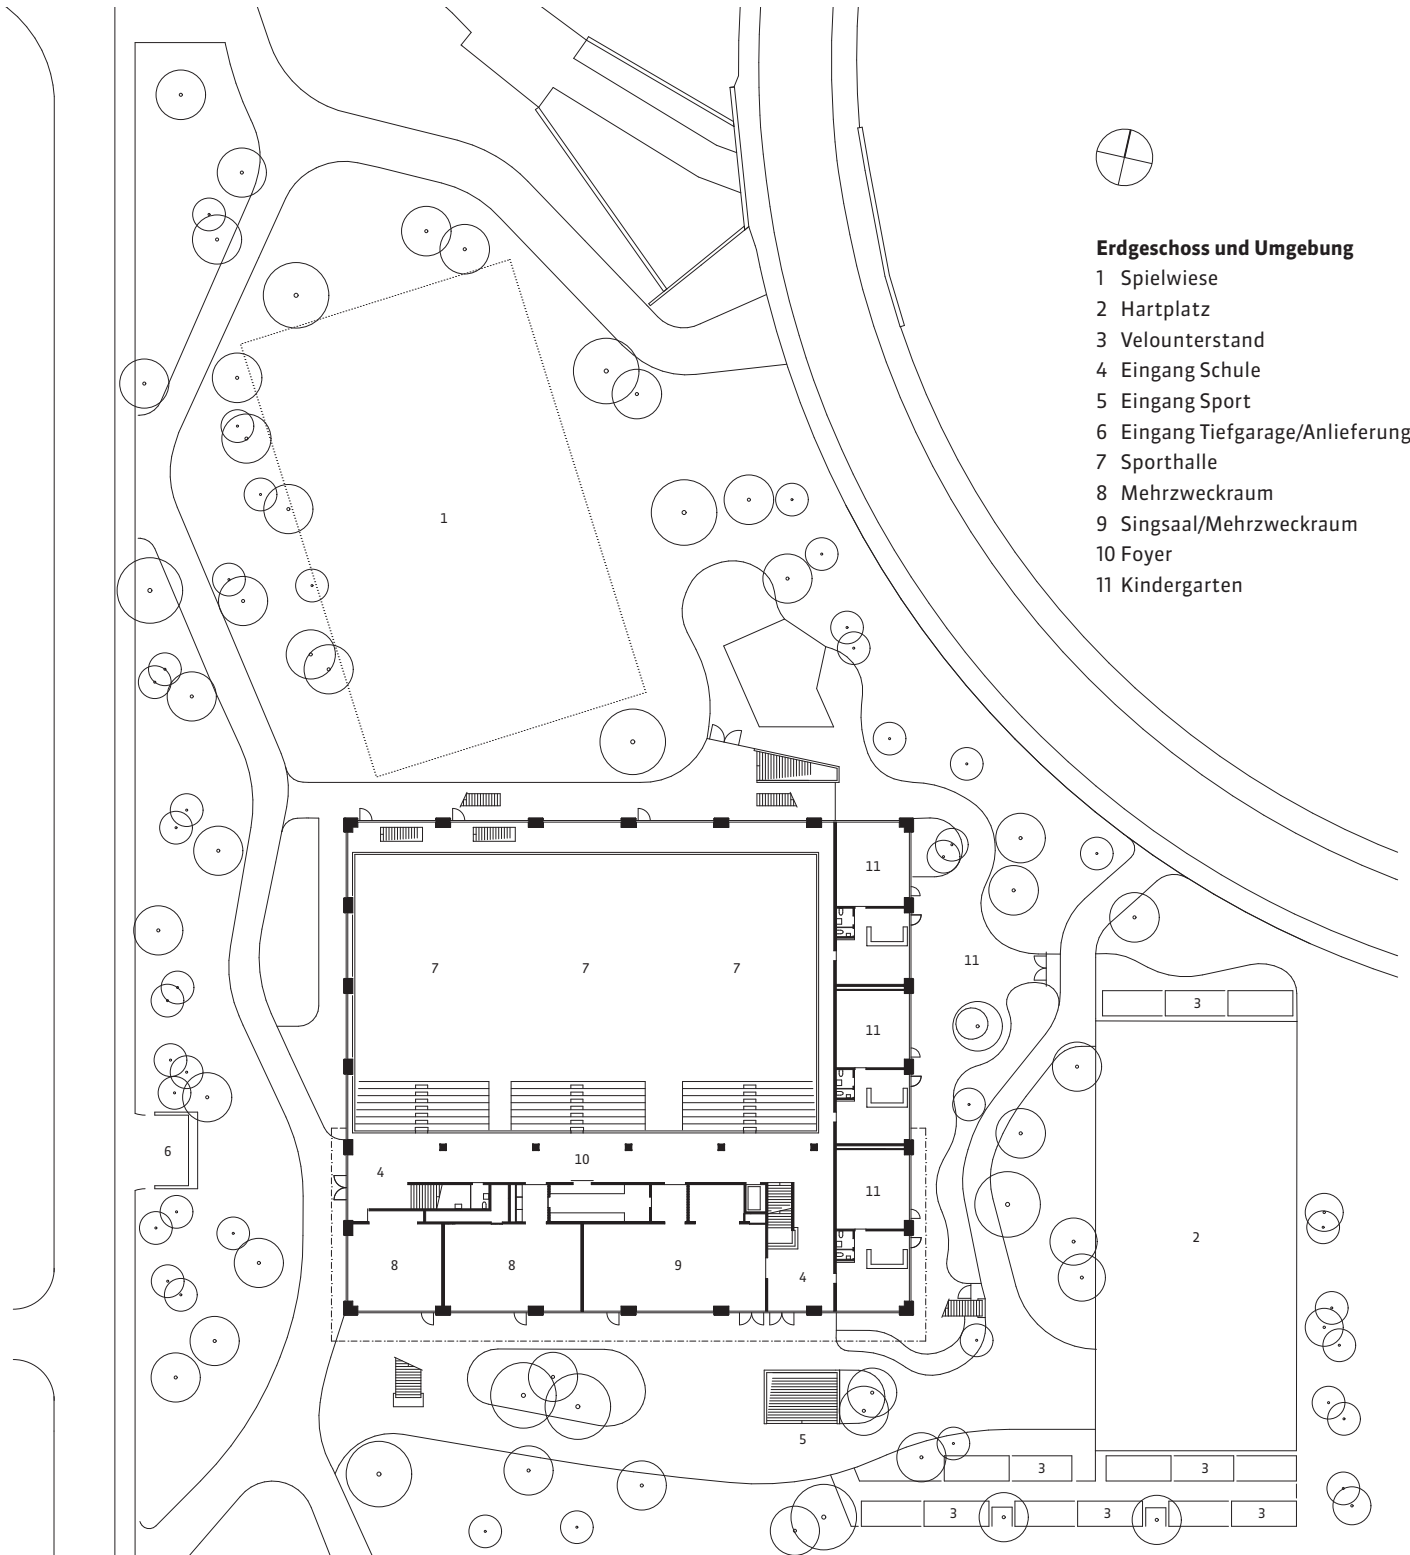 Erdgeschoss und Umgebung
1 Spielwiese
2 Hartplatz
3 Velounterstand
4 Eingang Schule
5 Eingang Sport
6 Eingang Tiefgarage/Anlieferung
7 Sporthalle
8 Mehrzweckraum
9 Singsaal/Mehrzweckraum
10 Foyer
11 Kindergarten
1
11
7 7 7
11
3
11
6
10
4
11
2
8 8 9 4
5
3 3
3 3 3